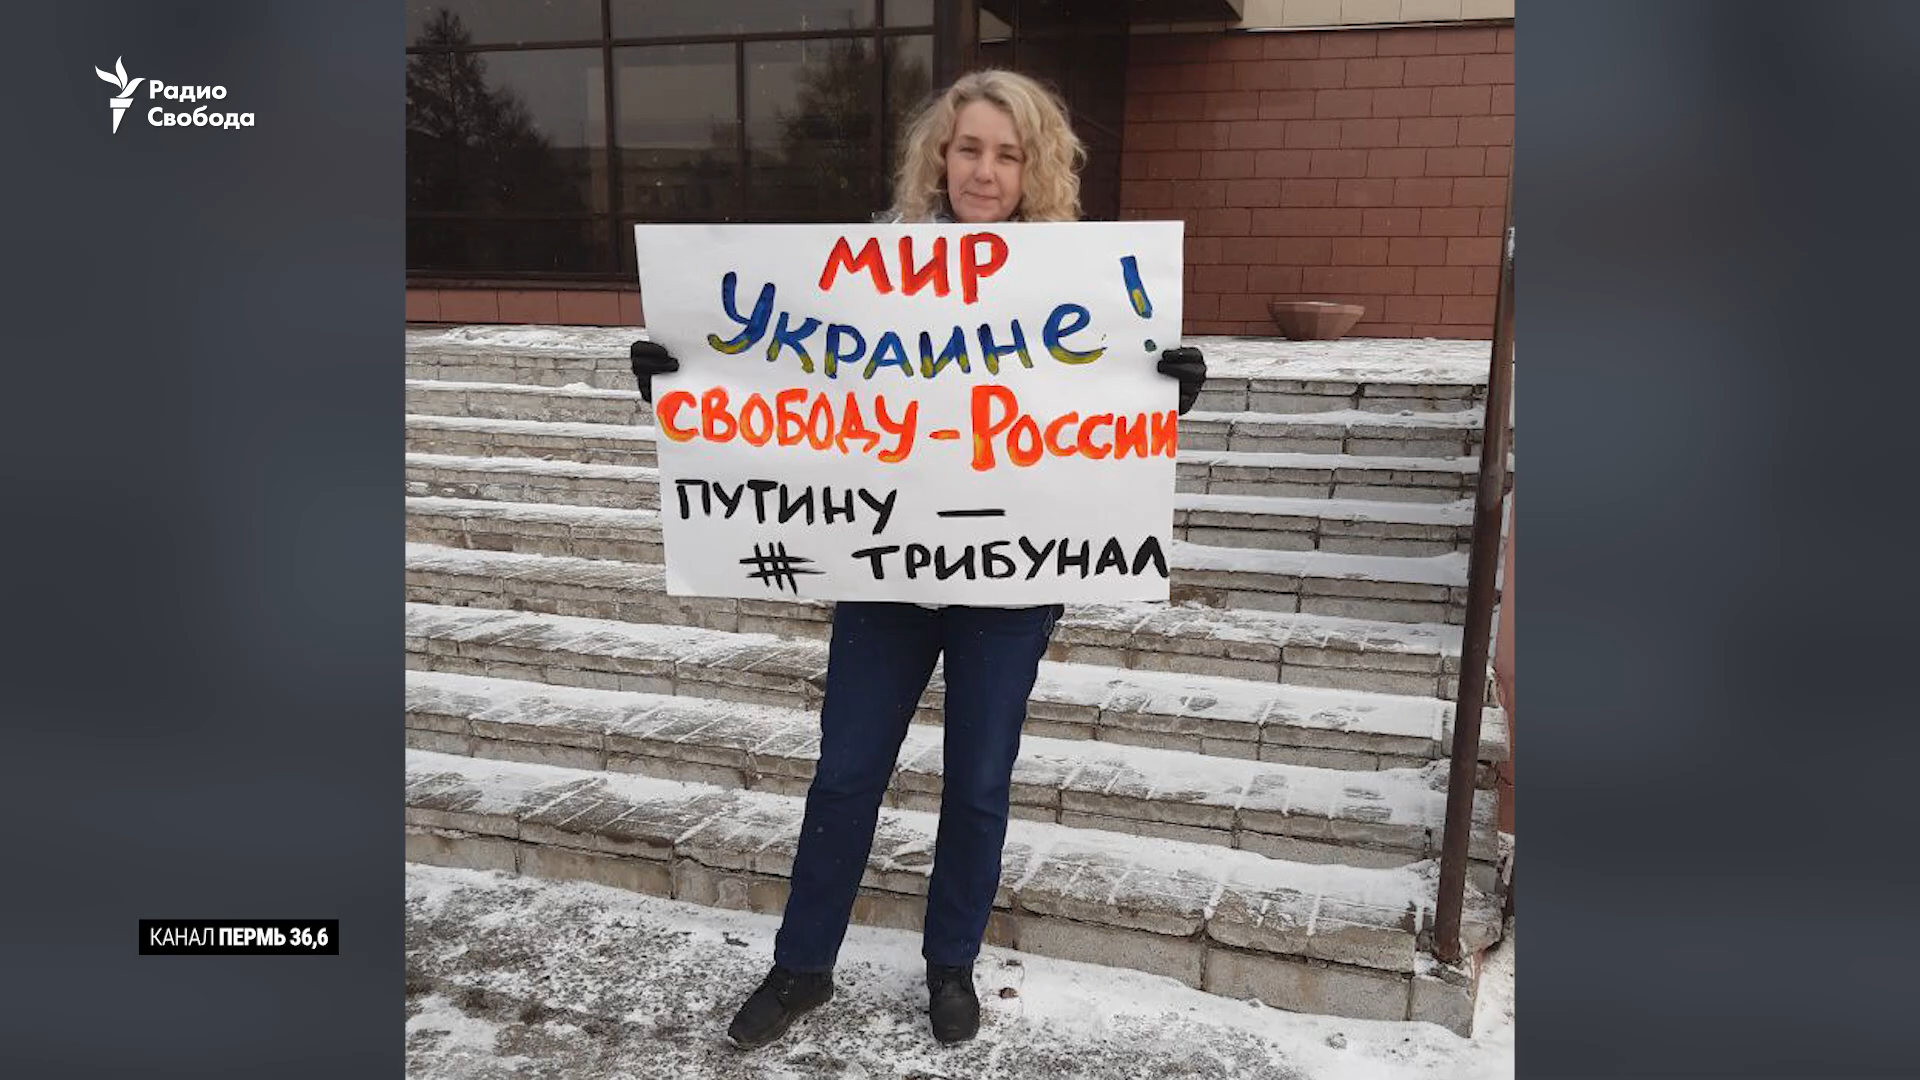 Радио
Свобода
МИР
УКРАИНЕ!
СВОБОДУ - РОССИИ
ПУТИНУ —
# ТРИБУНАЛ
КАНАЛ ПЕРМЬ 36,6